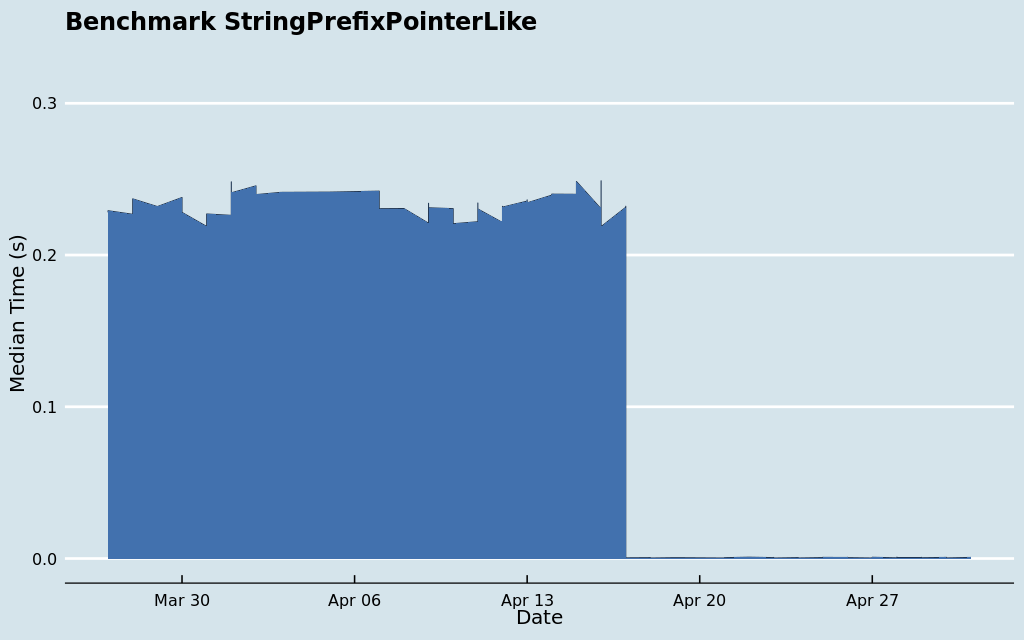 Benchmark StringPrefixPointerLike
Median Time (s)
0.3
0.2
0.1
0.0
Mar 30
Apr 06
Apr 13
Apr 20
Apr 27
Date